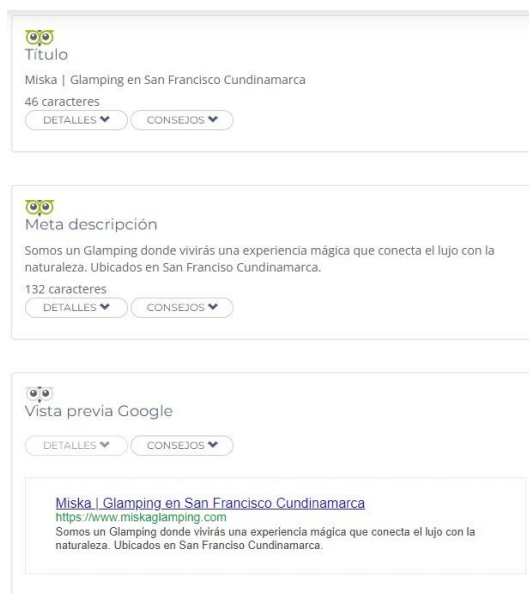 Título
Miska | Glamping en San Francisco Cundinamarca
46 caracteres
DETALLES CONSEJOS
Meta descripción
Somos un Glamping donde vivirás una experiencia mágica que conecta el lujo con la
naturaleza. Ubicados en San Franciso Cundinamarca.
132 caracteres
DETALLES CONSEJOS
Vista previa Google
DETALLES CONSEJOS
Miska | Glamping en San Francisco Cundinamarca
https://www.miskaglamping.com
Somos un Glamping donde vivirás una experiencia mágica que conecta el lujo con la
naturaleza. Ubicados en San Franciso Cundinamarca.